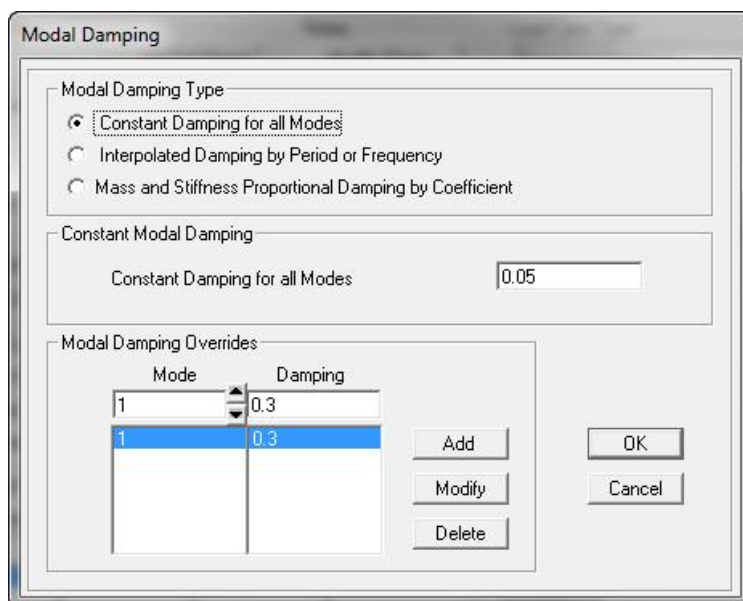 Modal Damping
Modal Damping Type
Constant Damping for all Modes
Interpolated Damping by Period or Frequency
Mass and Stiffness Proportional Damping by Coefficient
Constant Modal Damping
Constant Damping for all Modes 0.05
Modal Damping Overrides
Mode Damping
1 0.3
1 0.3
Add OK
Modify Cancel
Delete